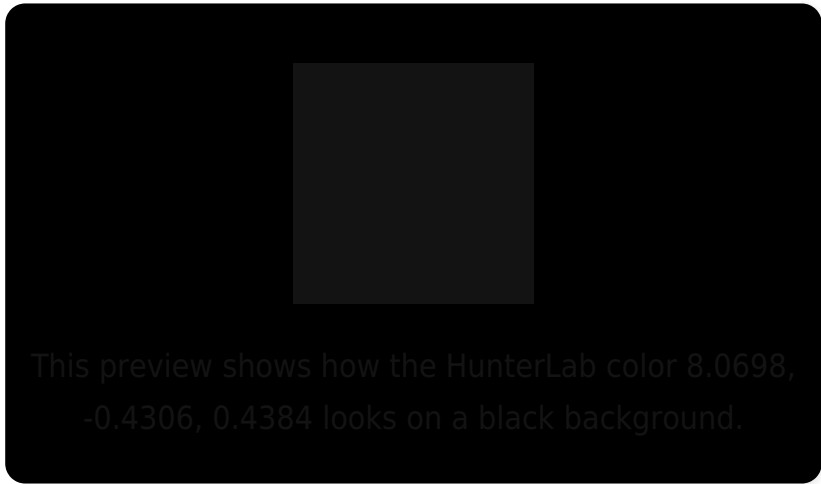 This preview shows how the HunterLab color 8.0698,
-0.4306, 0.4384 looks on a black background.